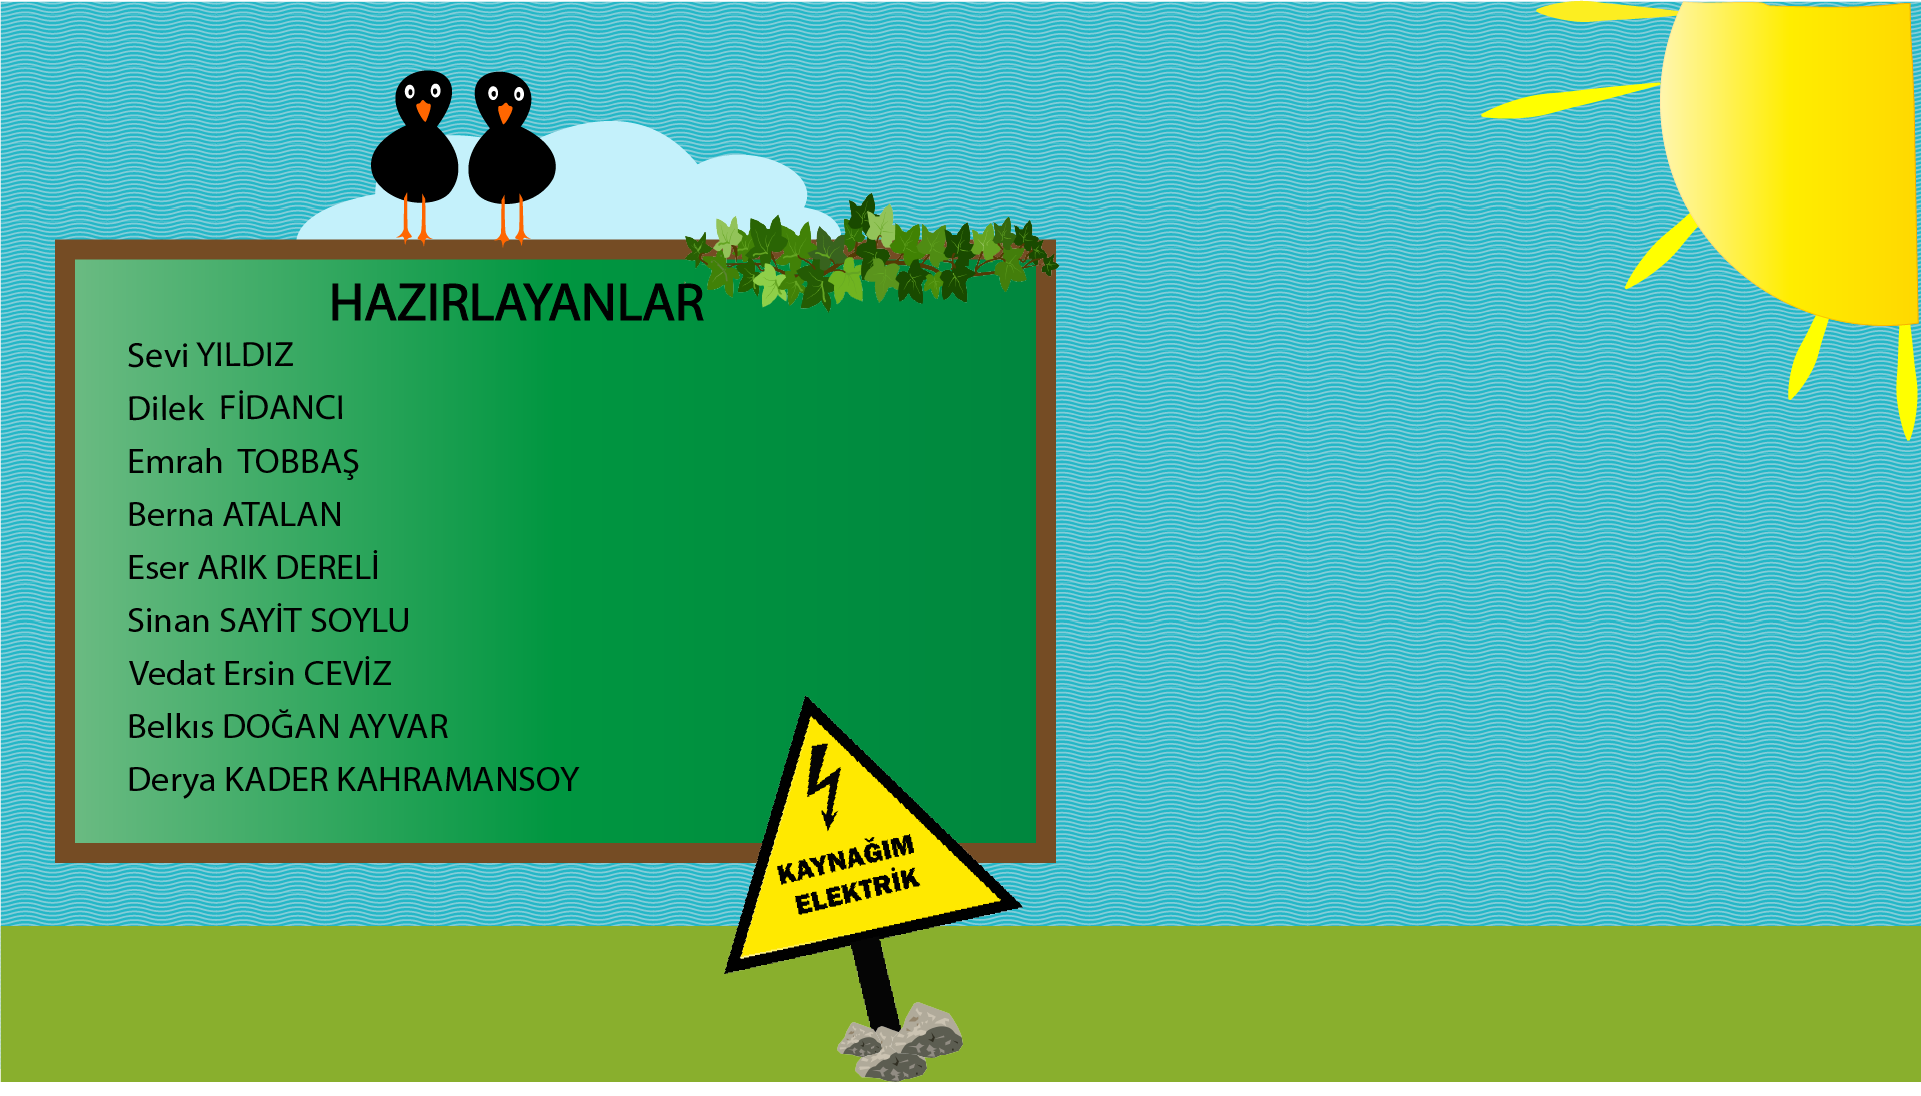 HAZIRLAYANLAR
Sevi YILDIZ
Dilek FİDANCI
Emrah TOBBAŞ
Berna ATALAN
Eser ARIK DERELİ
Sinan SAYİT SOYLU
Vedat Ersin CEVİZ
Belkıs DOĞAN AYVAR
Derya KADER KAHRAMANSOY
KAYNAĞIM
ELEKTRİK